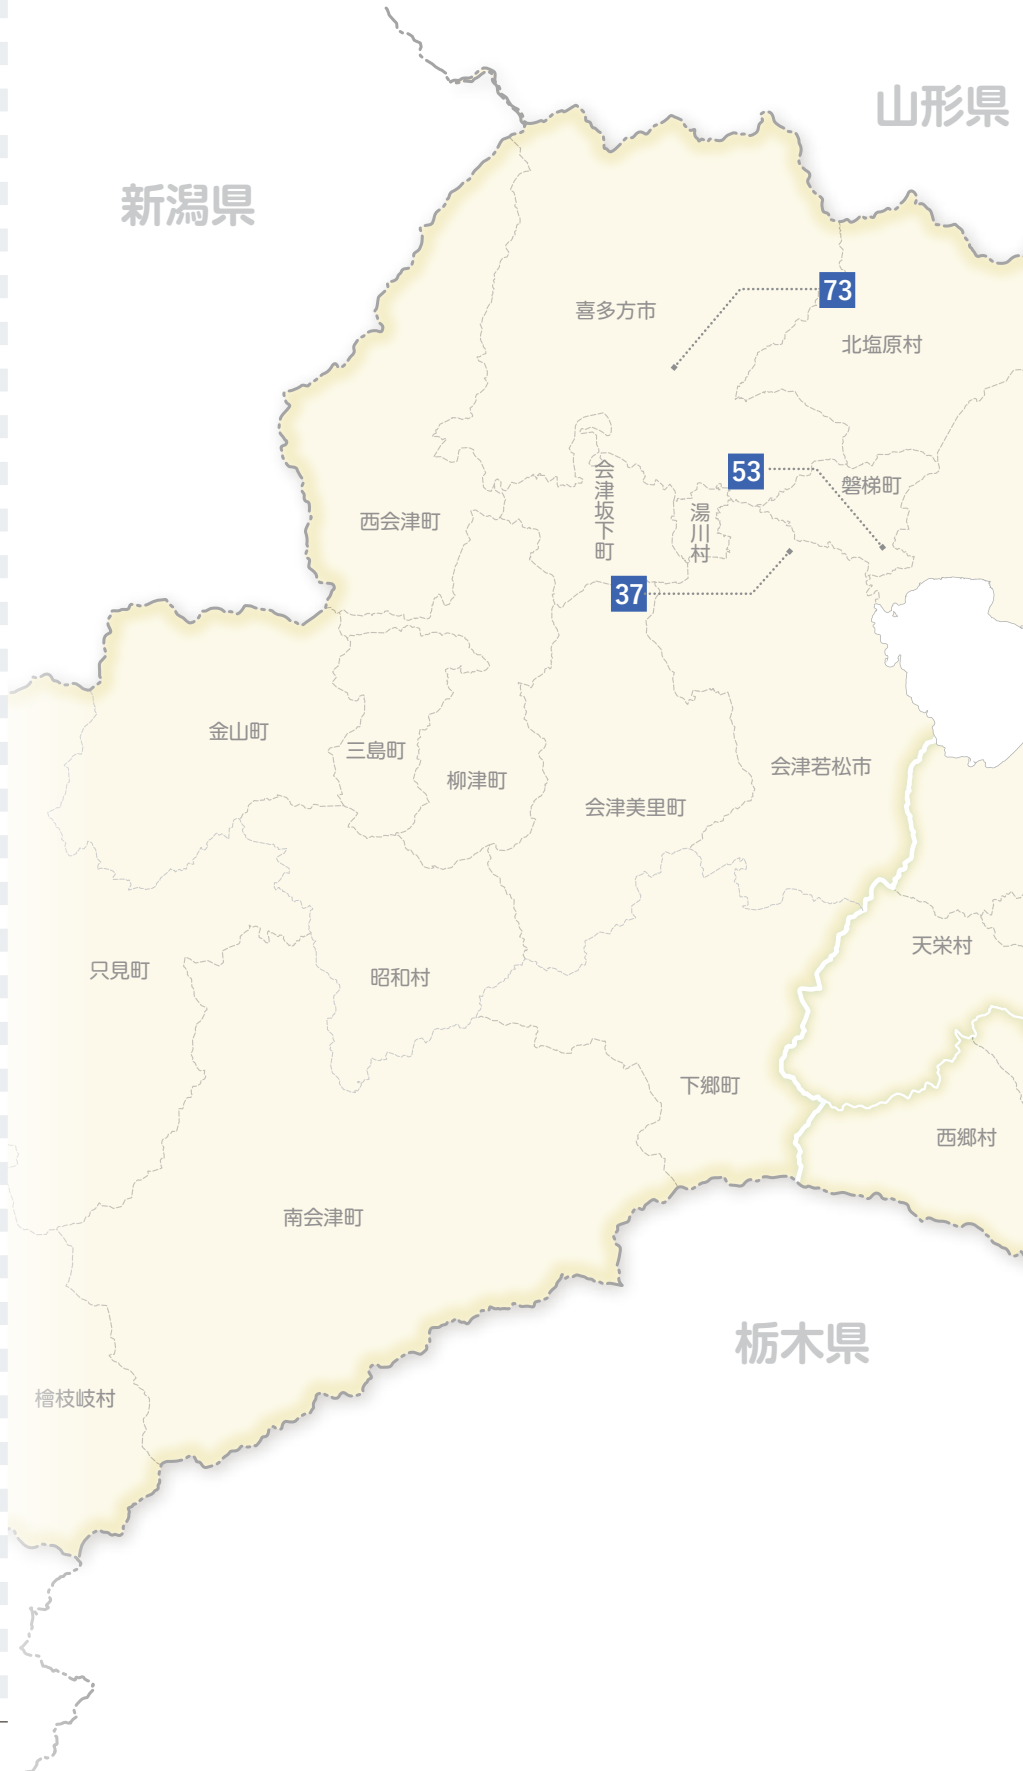 山形県
新潟県
73
喜多方市
北塩原村
53
会津坂下町
磐梯町
西会津町
湯川村
37
金山町
三島町
柳津町
会津若松市
会津美里町
天栄村
只見町
昭和村
下郷町
西郷村
南会津町
栃木県
檜枝岐村